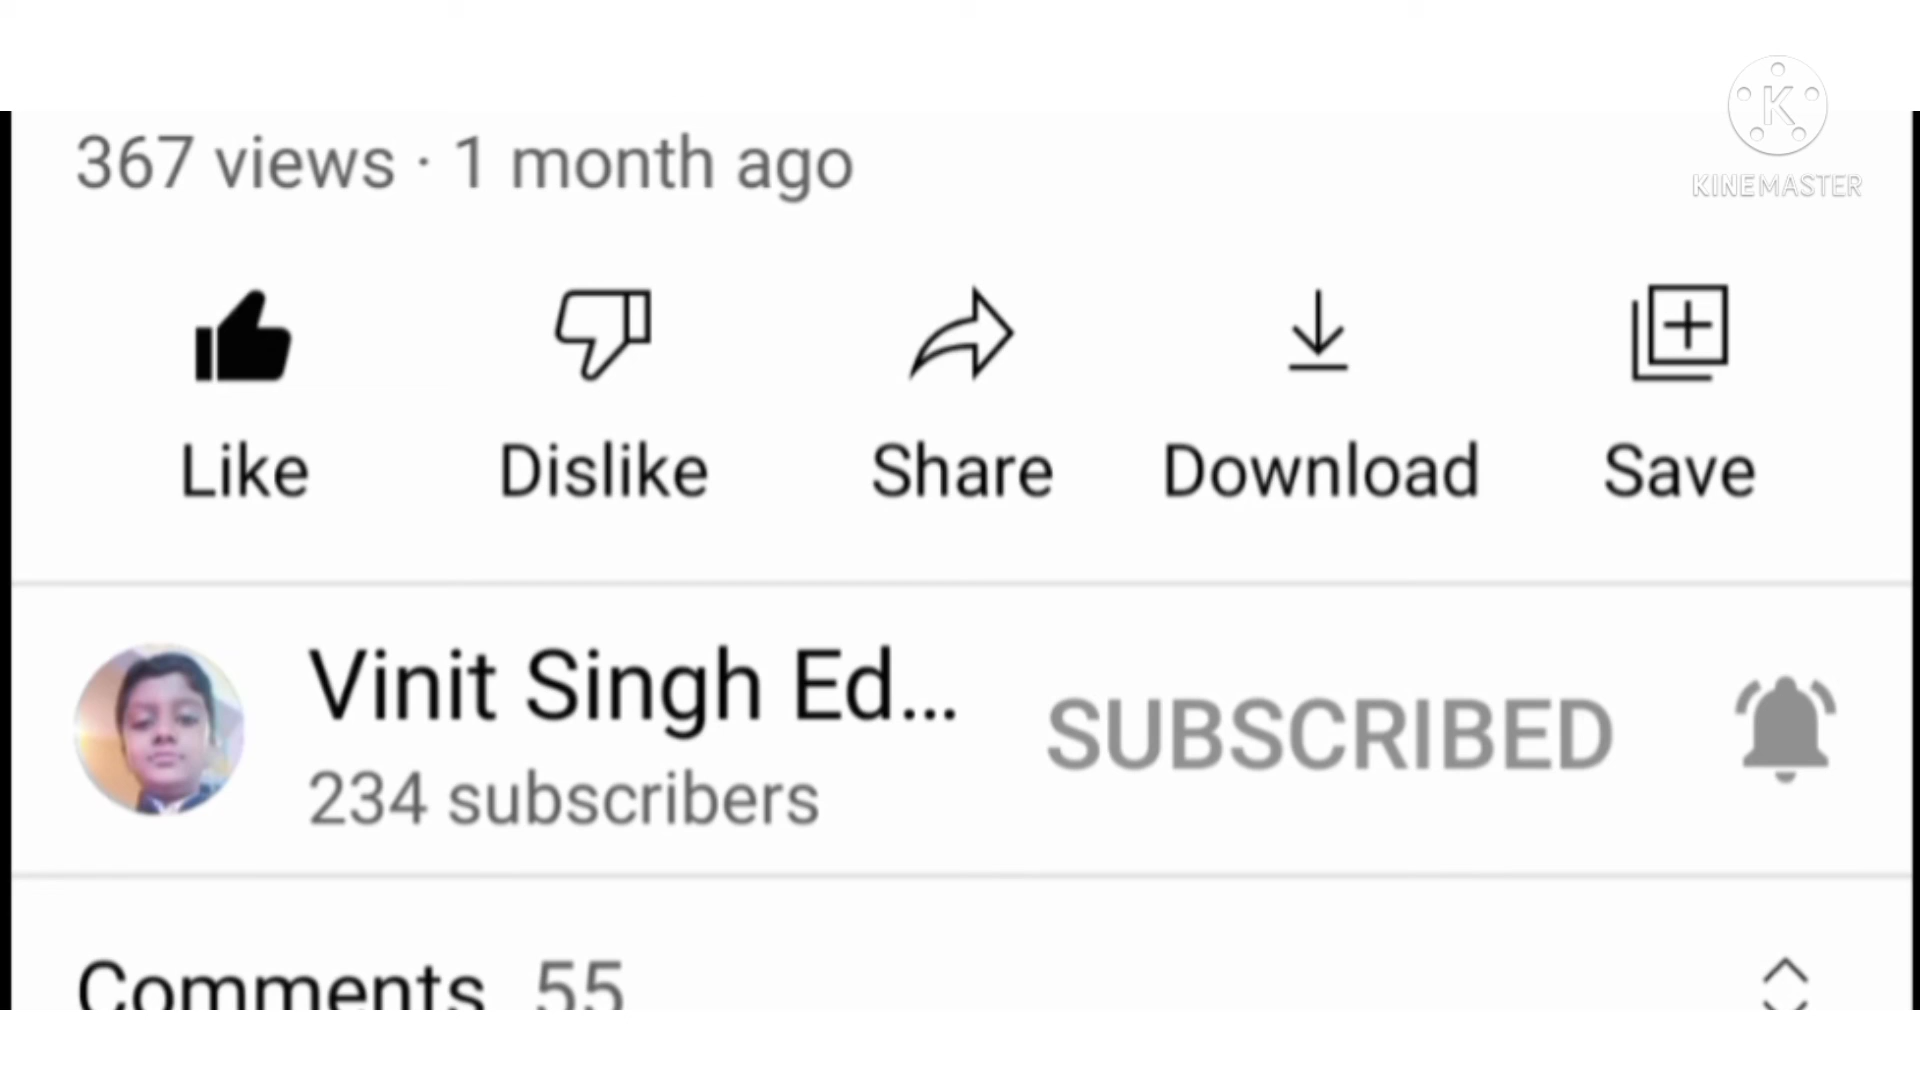 KINEMASTER
367 views · 1 month ago
Like Dislike Share Download Save
Vinit Singh Ed...
SUBSCRIBED
234 subscribers
Comments 55